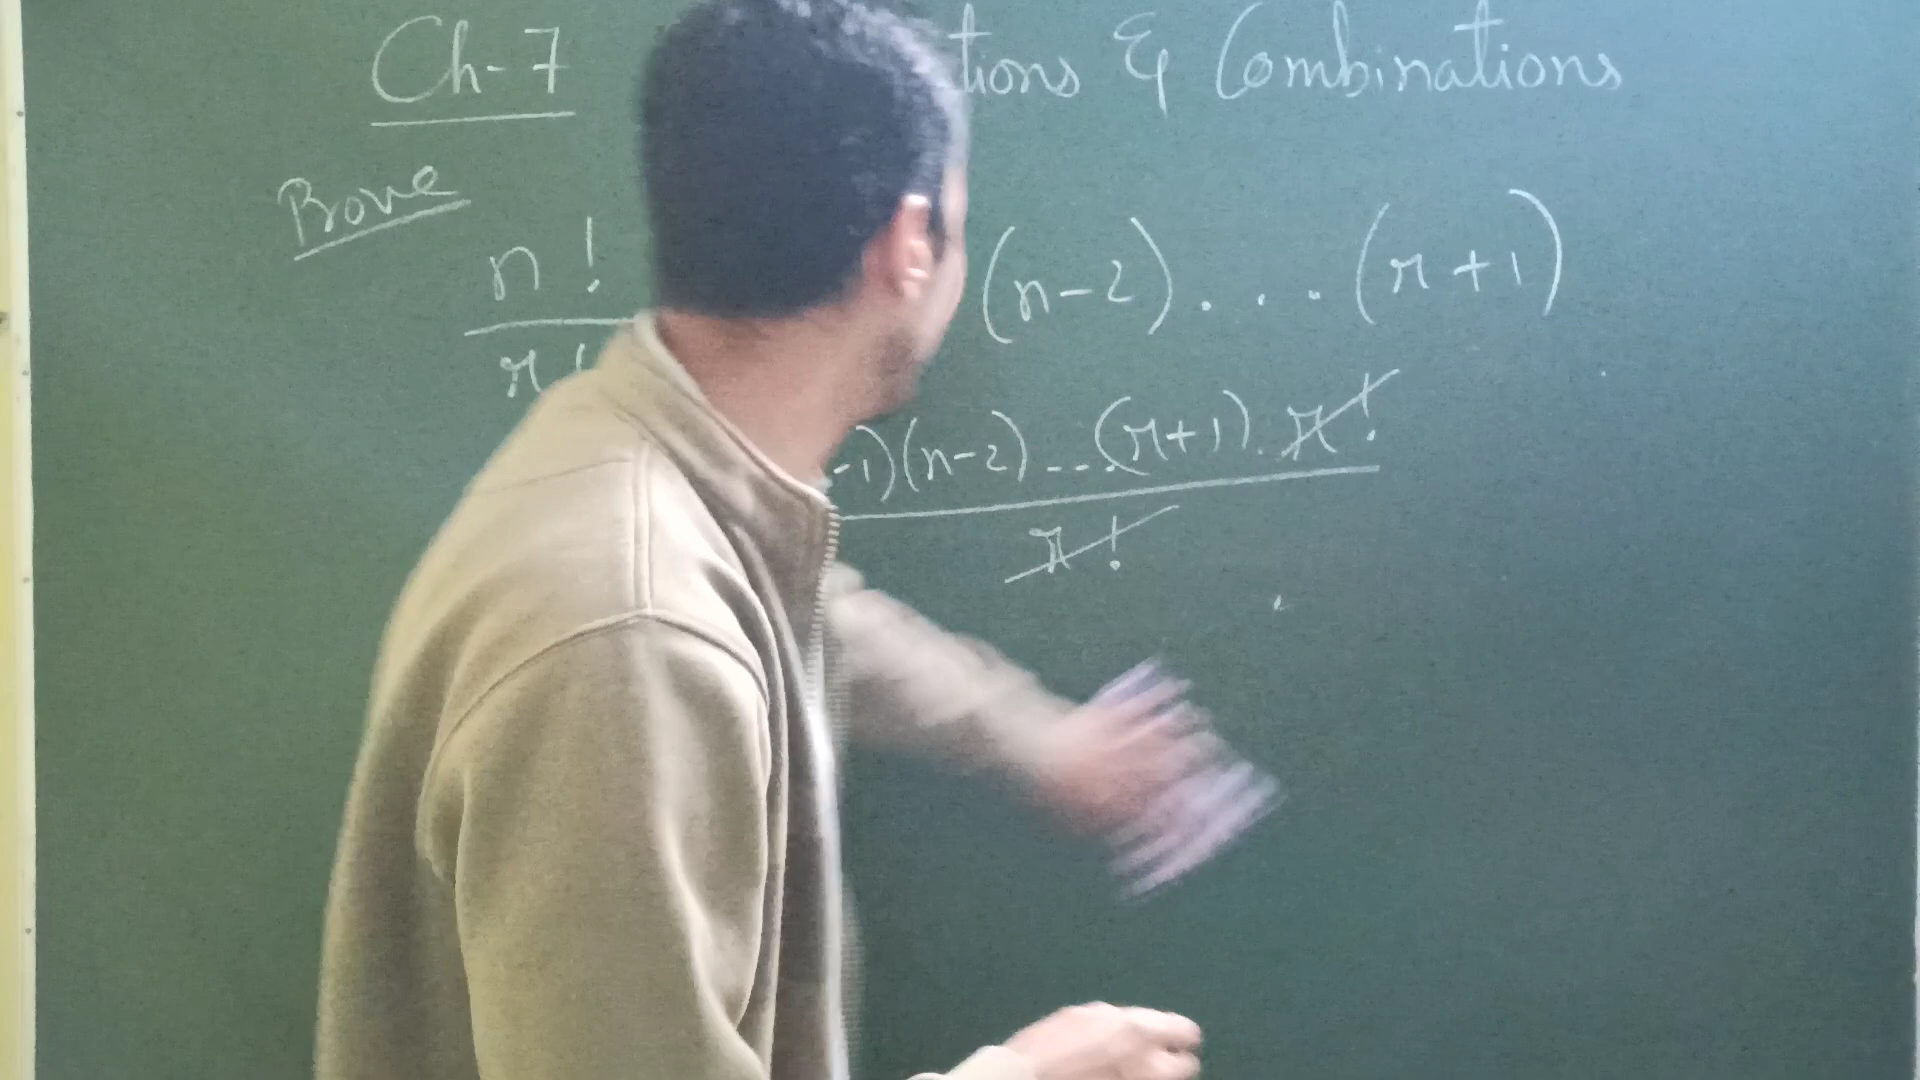 Ch-7 tions & Combinations
Prove
n! (n-2)....(r+1)
r!
-1)(n-2)...(r+1).r!
r!